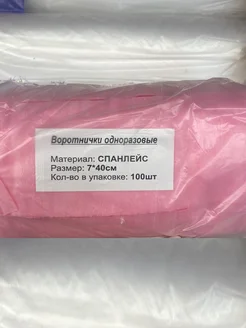 Воротнички одноразовые
Материал: СПАНЛЕЙС
Размер: 7*40см
Кол-во в упаковке: 100шт